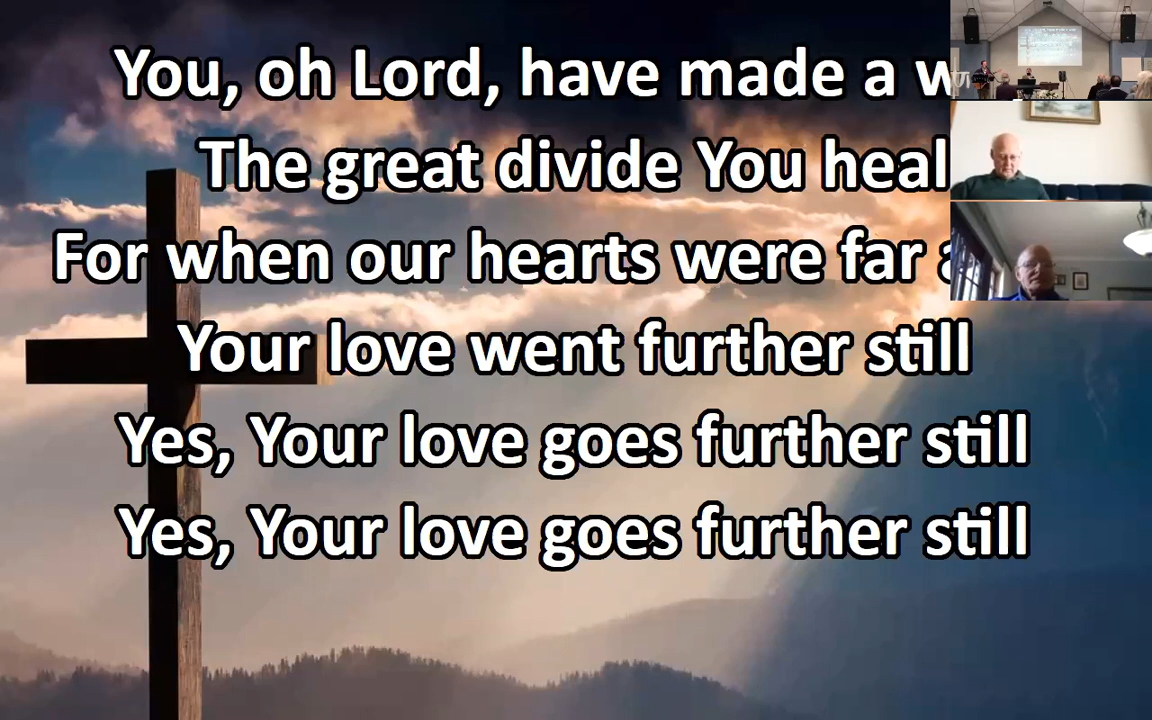 You, oh Lord, have made a
The great divide You heal
For when our hearts were far
Your love went further still
Yes, Your love goes further still
Yes, Your love goes further still